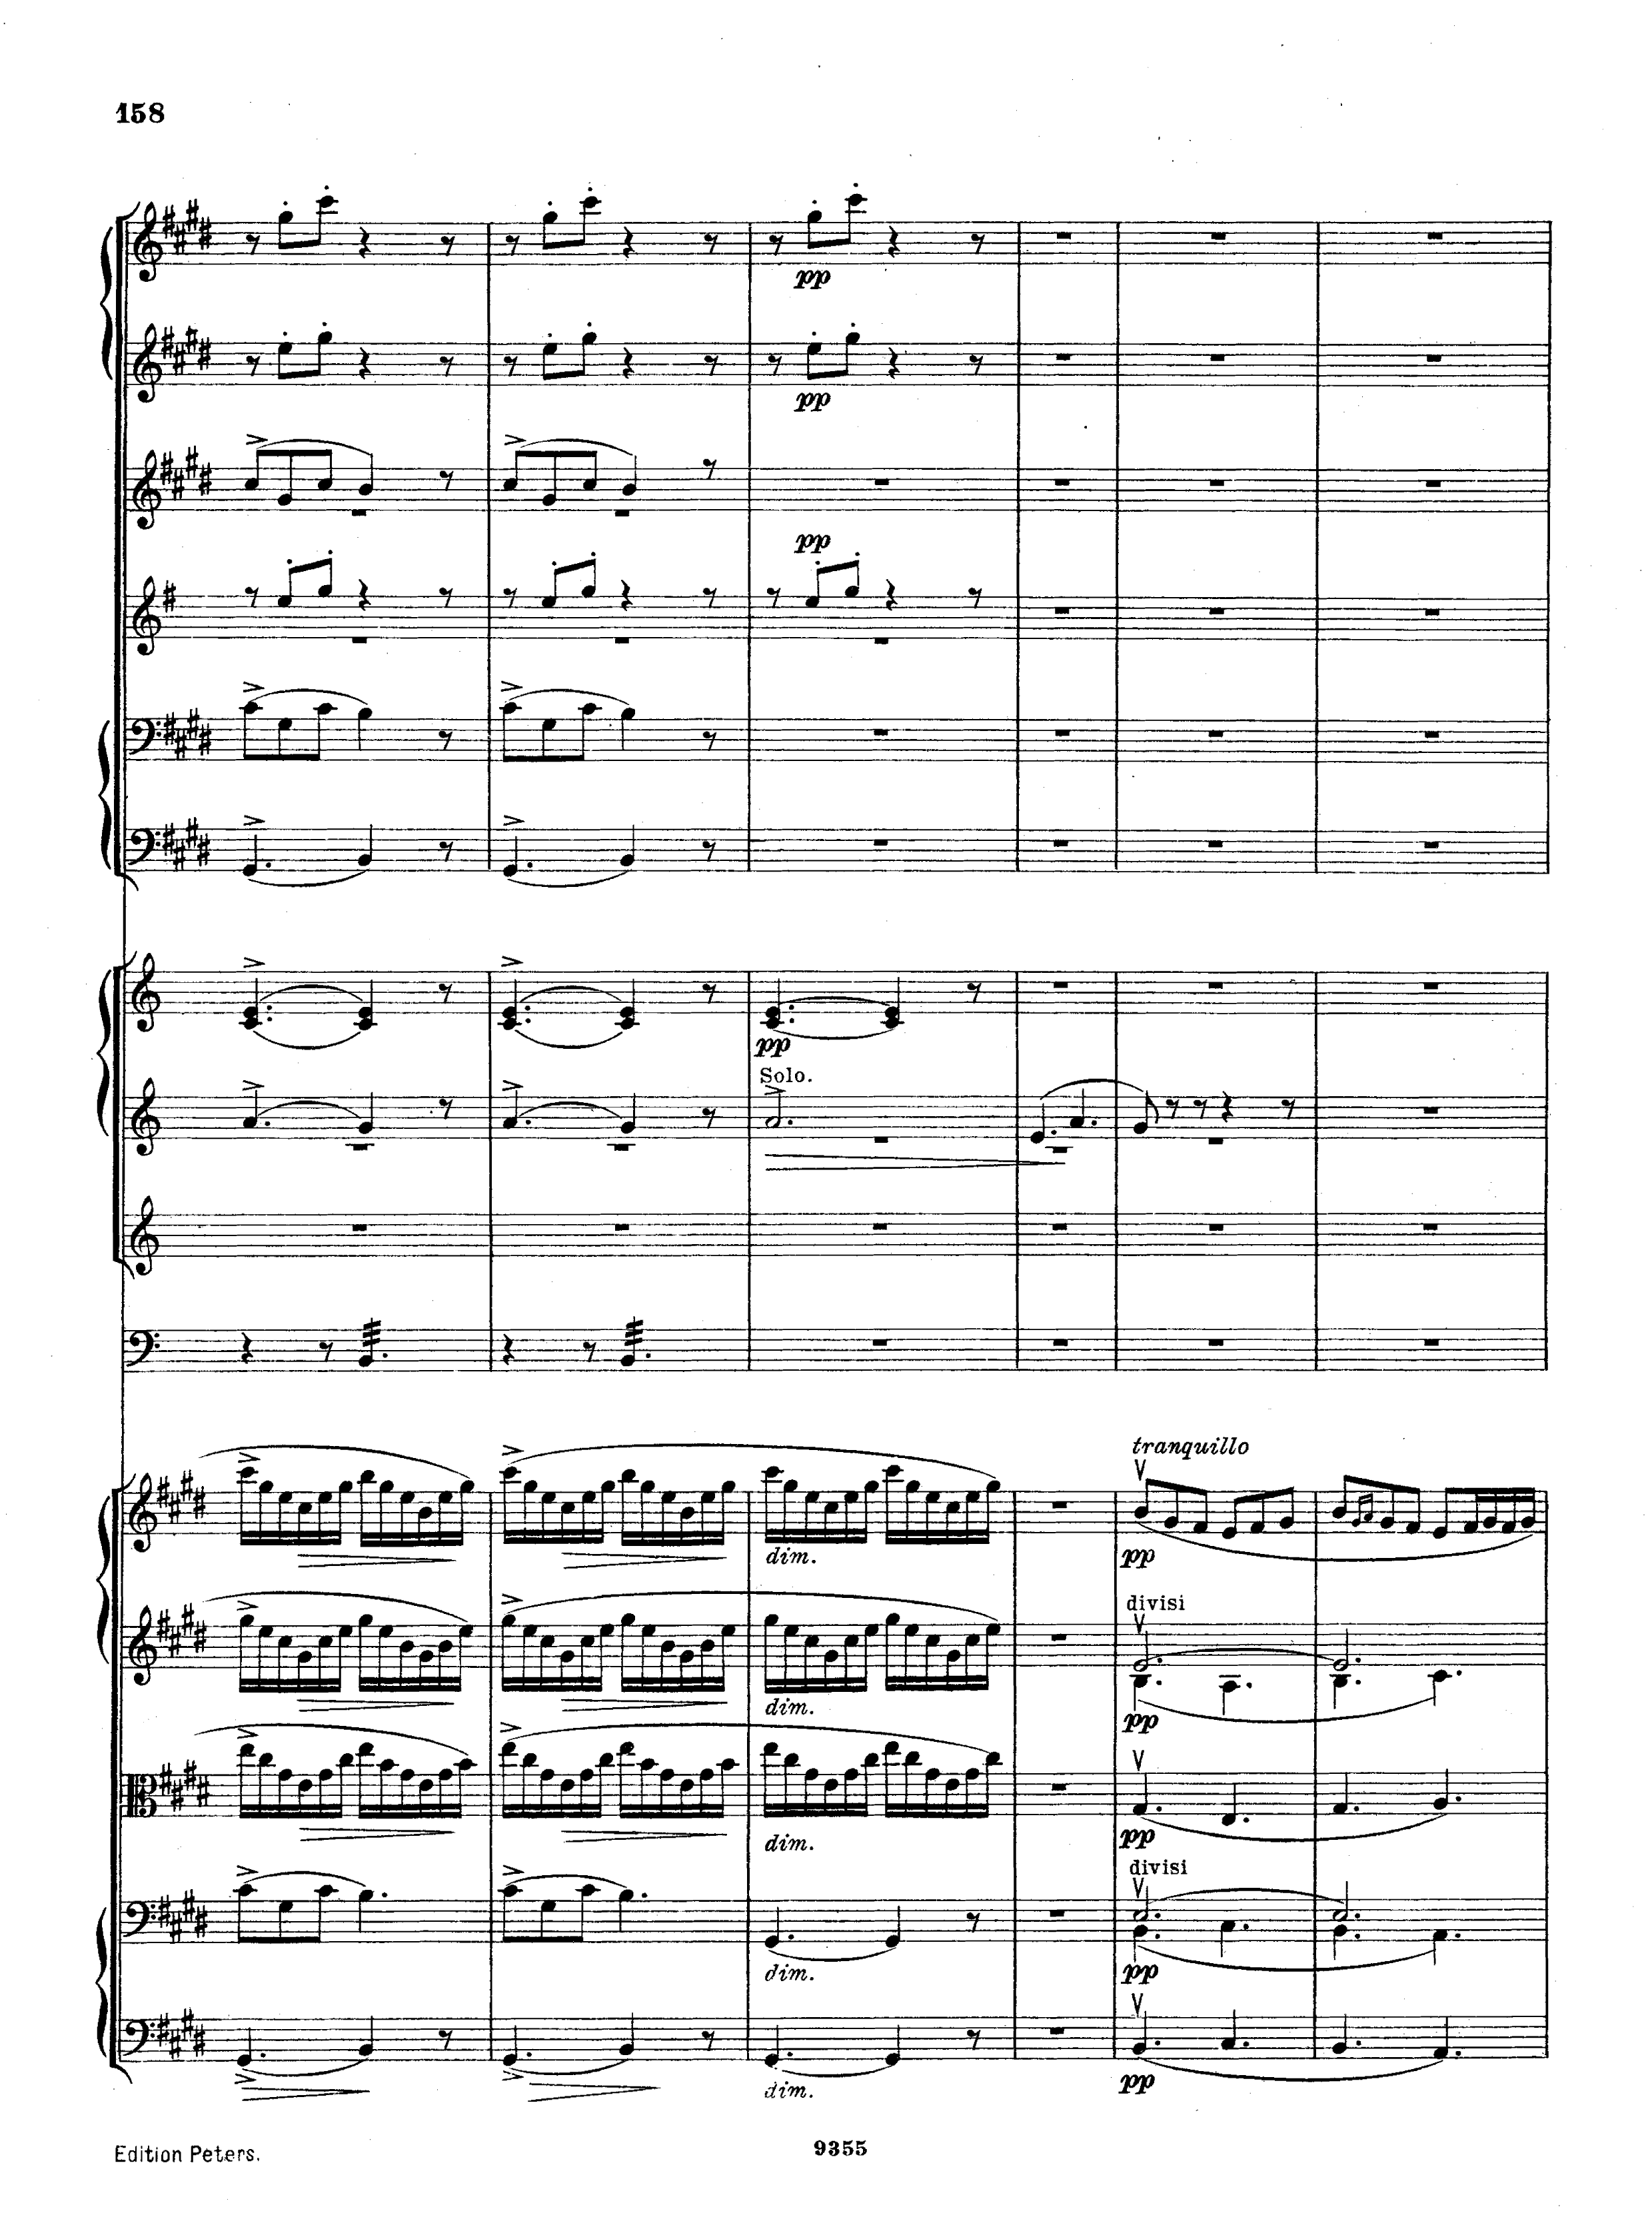 158
pp
pp
pp
pp
Solo.
tranquillo
dim.
pp
divisi
dim.
pp
dim.
pp
divisi
dim.
pp
dim.
pp
Edition Peters.
9355